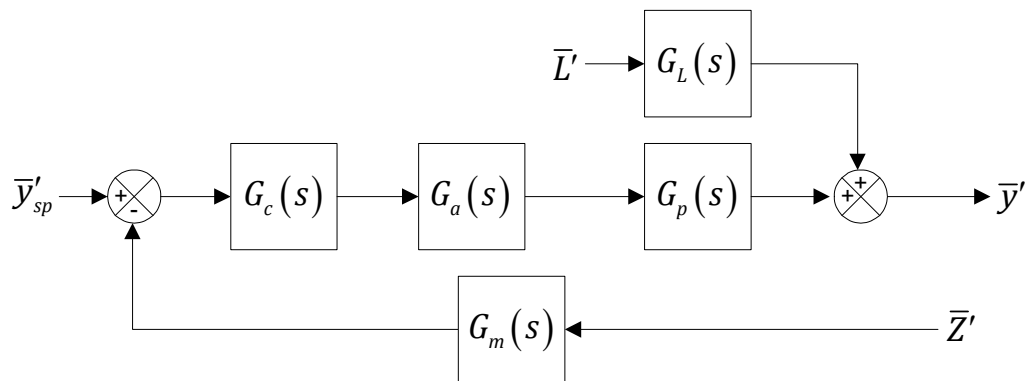 L̅′
G_L(s)
y̅′_sp
+
-
G_c(s)
G_a(s)
G_p(s)
+
+
y̅′
G_m(s)
Z̅′